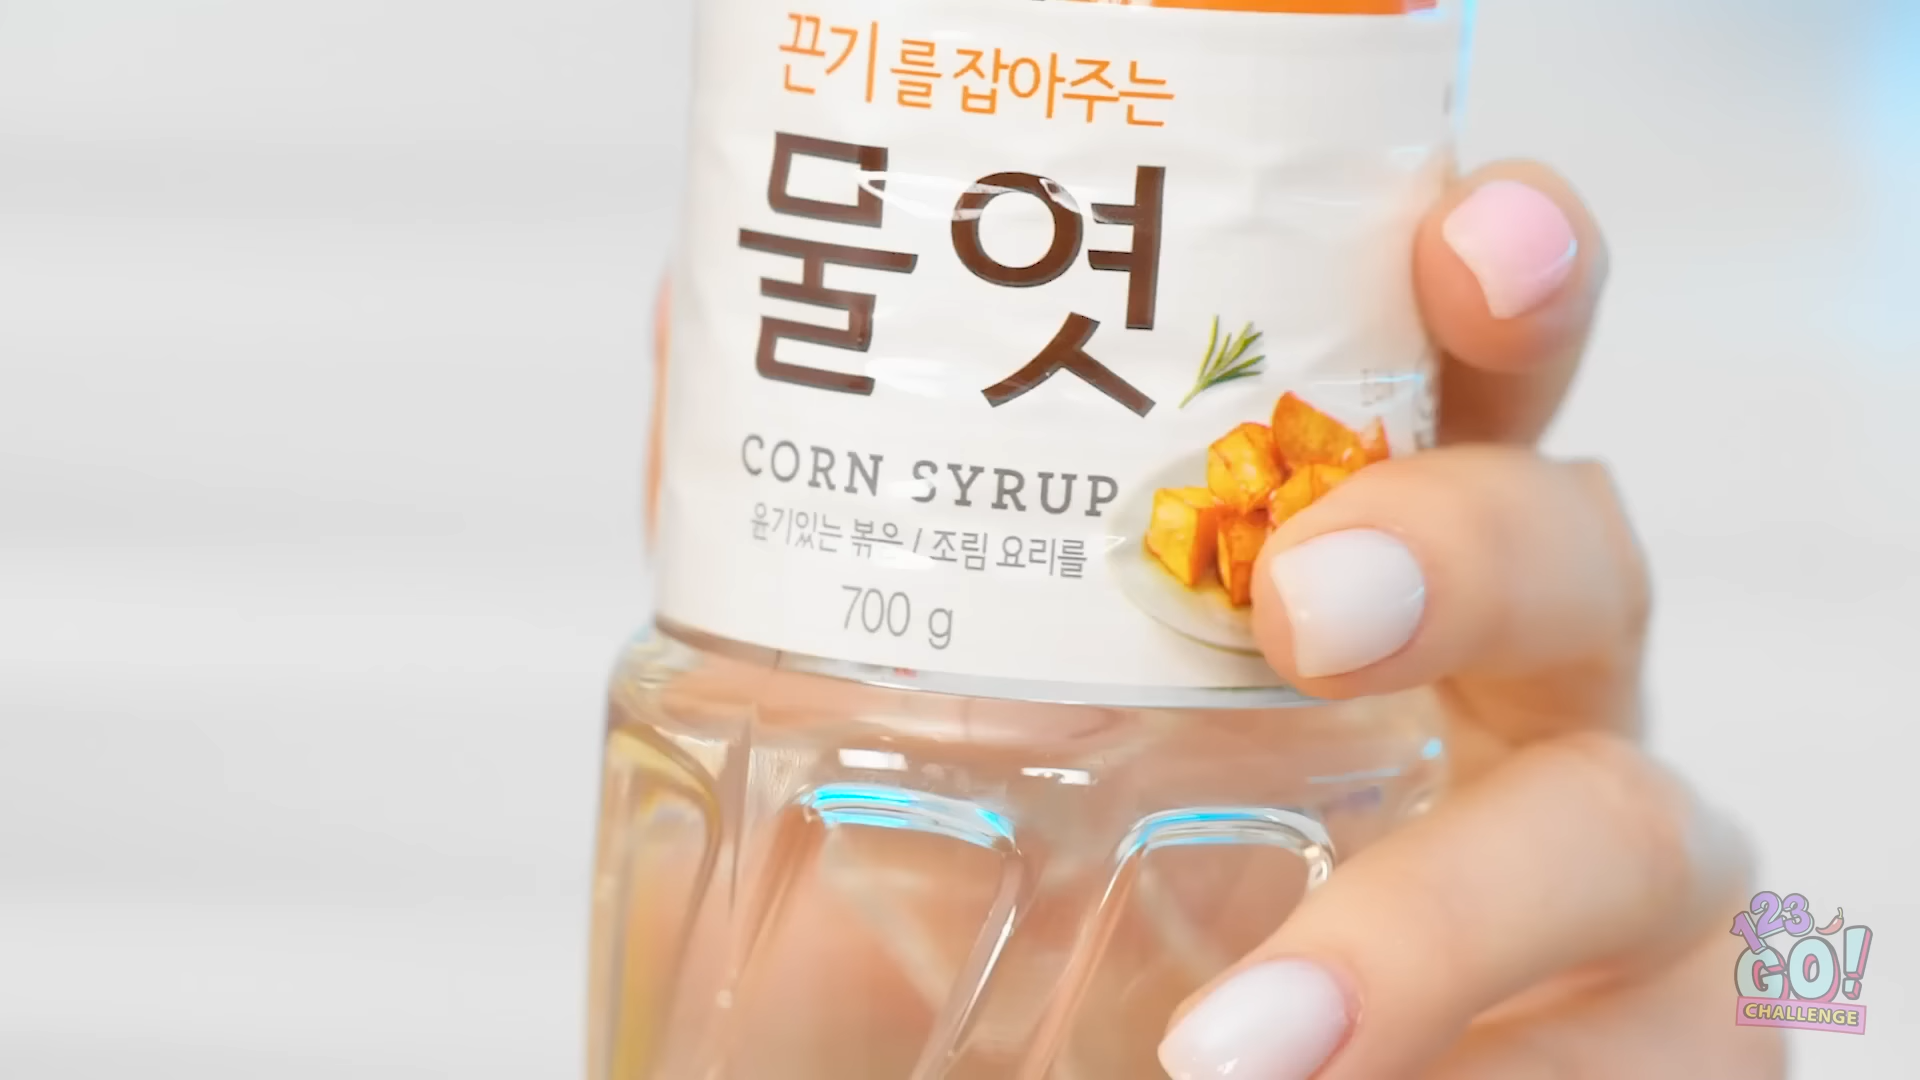 끈기를 잡아주는
물엿
CORN SYRUP
윤기있는 볶음 / 조림 요리를
700 g
123
GO!
CHALLENGE